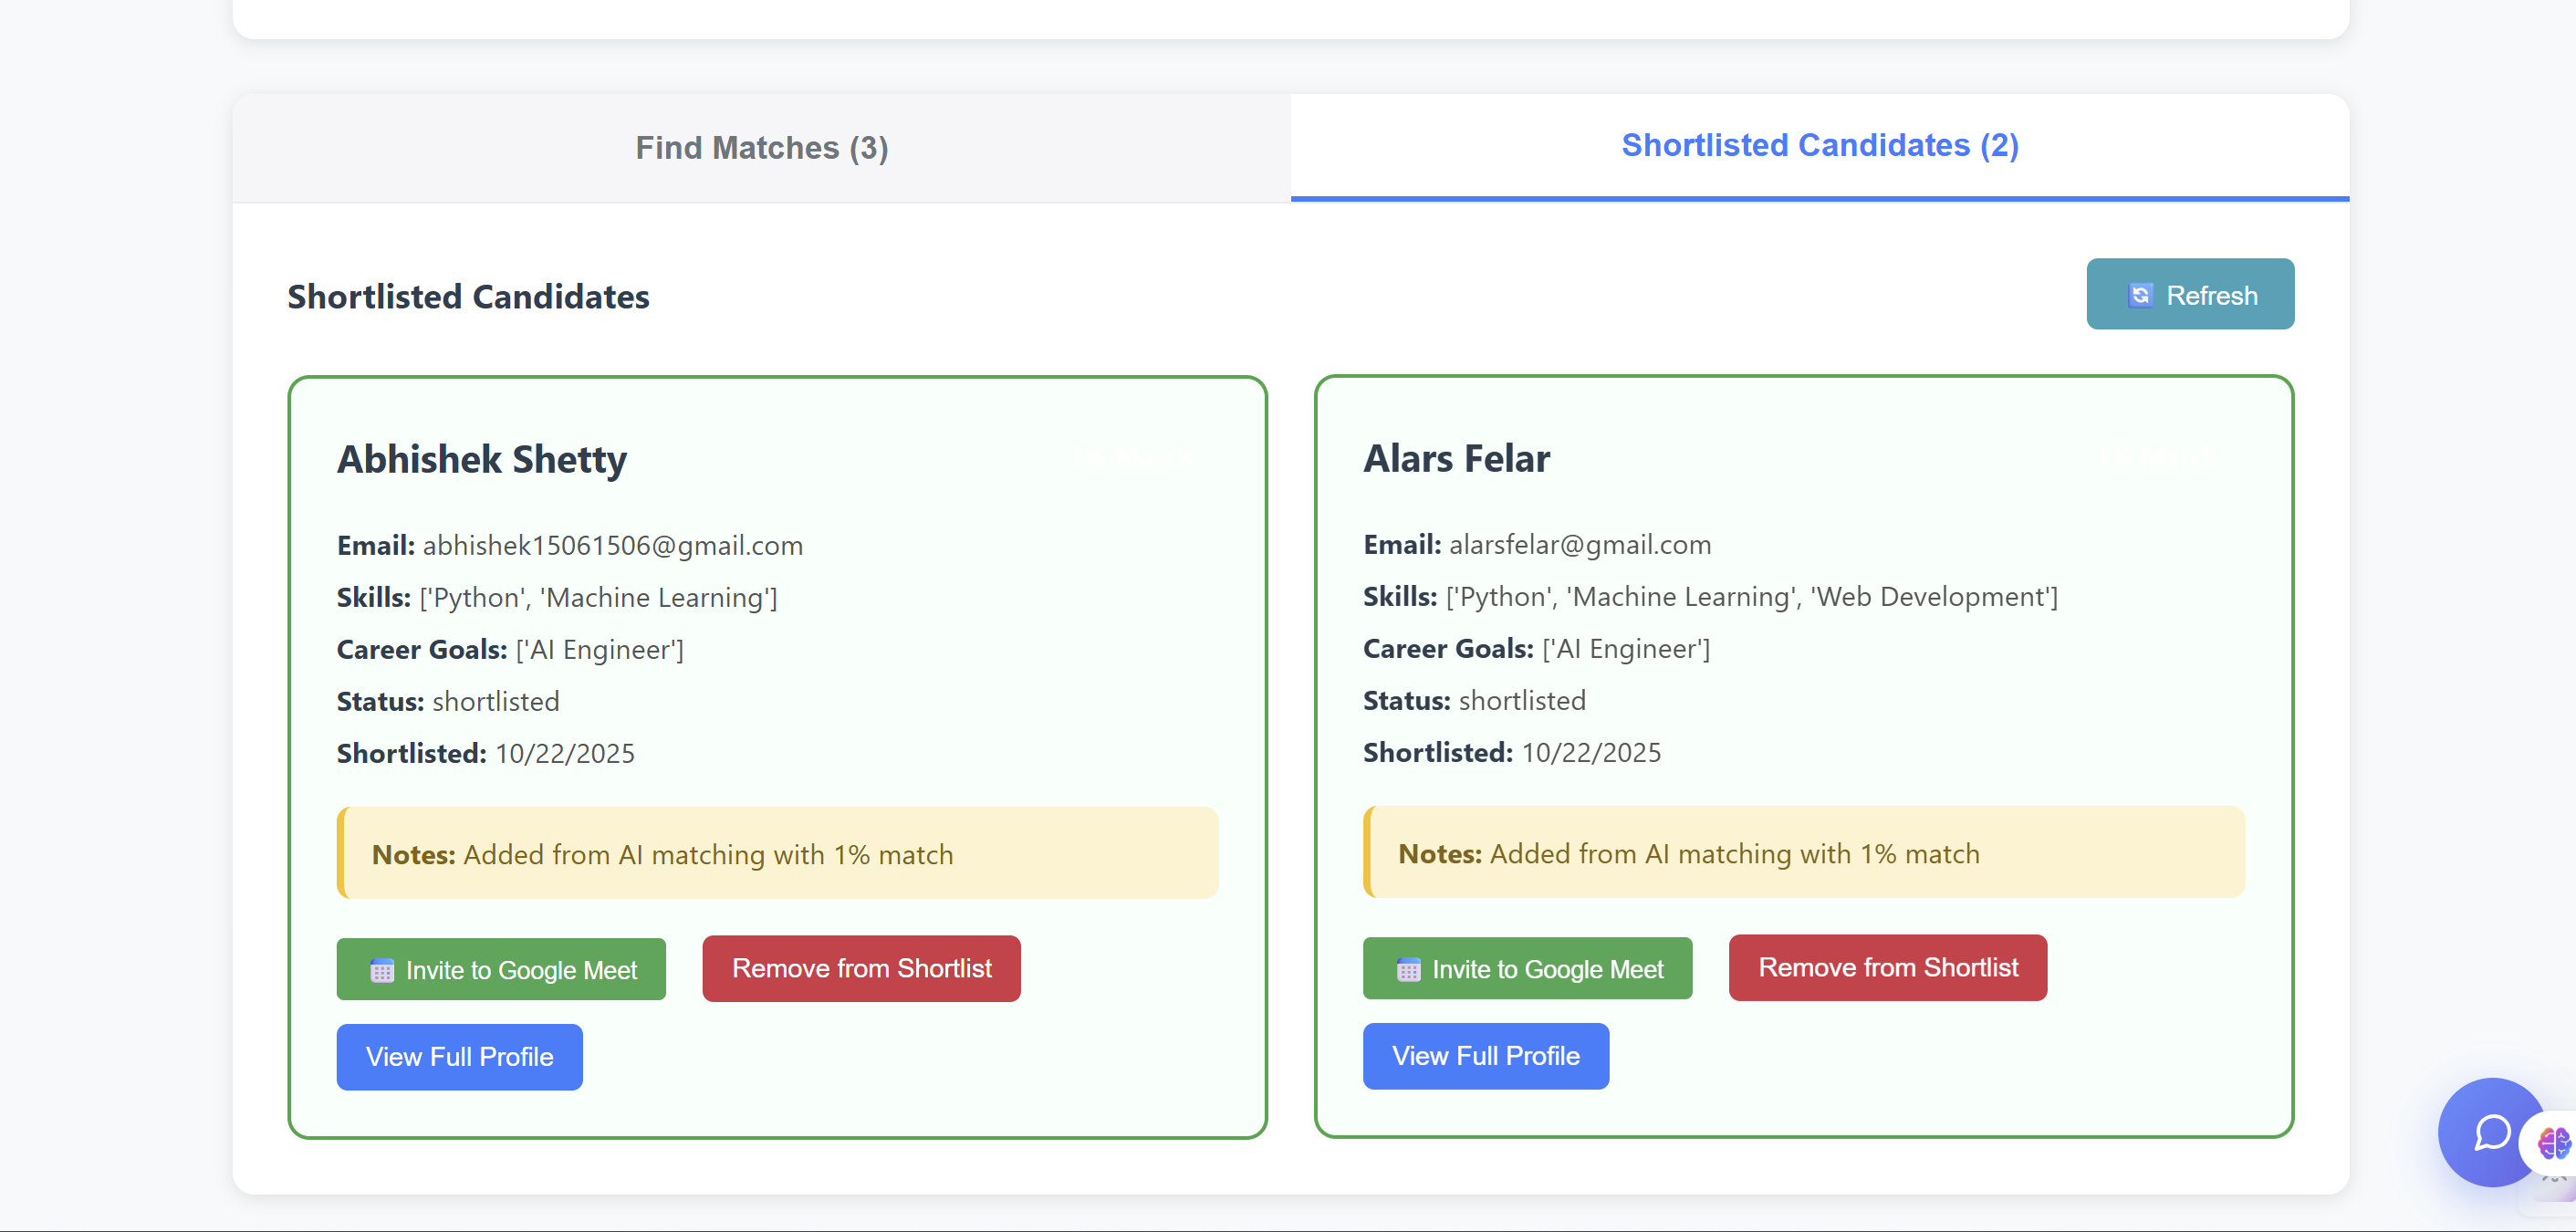 Find Matches (3)
Shortlisted Candidates (2)
Shortlisted Candidates
Refresh
Abhishek Shetty
Email: abhishek15061506@gmail.com
Skills: ['Python', 'Machine Learning']
Career Goals: ['AI Engineer']
Status: shortlisted
Shortlisted: 10/22/2025
Notes: Added from AI matching with 1% match
Invite to Google Meet
Remove from Shortlist
View Full Profile
Alars Felar
Email: alarsfelar@gmail.com
Skills: ['Python', 'Machine Learning', 'Web Development']
Career Goals: ['AI Engineer']
Status: shortlisted
Shortlisted: 10/22/2025
Notes: Added from AI matching with 1% match
Invite to Google Meet
Remove from Shortlist
View Full Profile